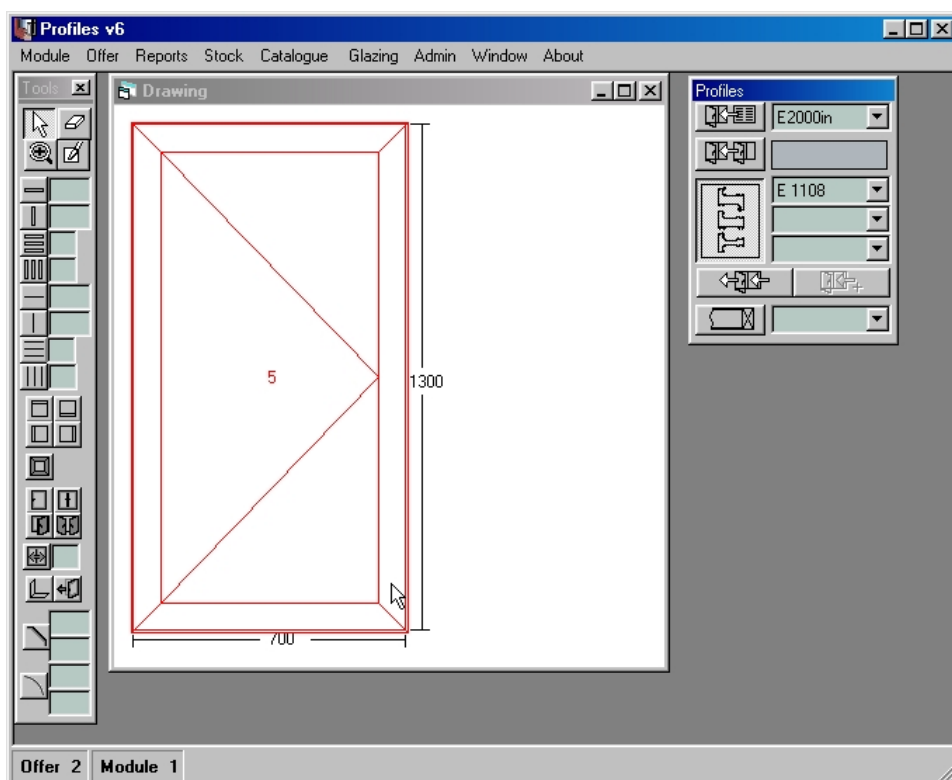 Profiles v6
Module Offer Reports Stock Catalogue Glazing Admin Window About
Tools
Drawing
5
1300
700
Profiles
E2000in
E 1108
Offer 2 Module 1